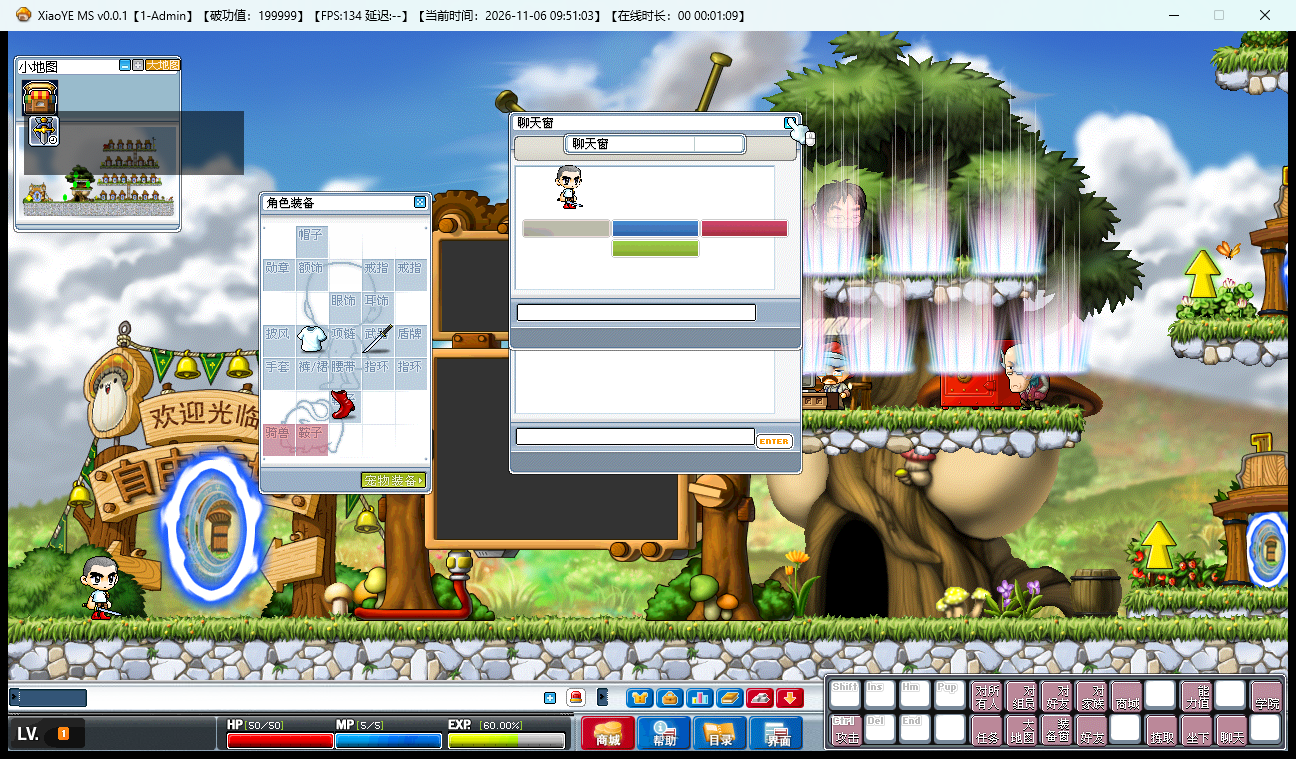 XiaoYE MS v0.0.1【1-Admin】【破功值：199999】【FPS:134 延迟:--】【当前时间：2026-11-06 09:51:03】【在线时长：00 00:01:09】
小地图
大地图
聊天窗
聊天窗
角色装备
帽子
勋章 额饰 戒指 戒指
眼饰 耳饰
披风 项链 武器 盾牌
手套 裤/裙 腰带 指环 指环
骑兽 鞍子
宠物装备
ENTER
欢迎光临
自由
LV. 1
HP [50/50] MP [5/5] EXP. [60.00%]
商城 帮助 目录 界面
Shift Ins Hm Pup 对所有人 对组员 对好友 对家族 商城 能力值 学院
Ctrl 攻击 Del End 任务 大地图 装备窗 好友 拣取 坐下 聊天